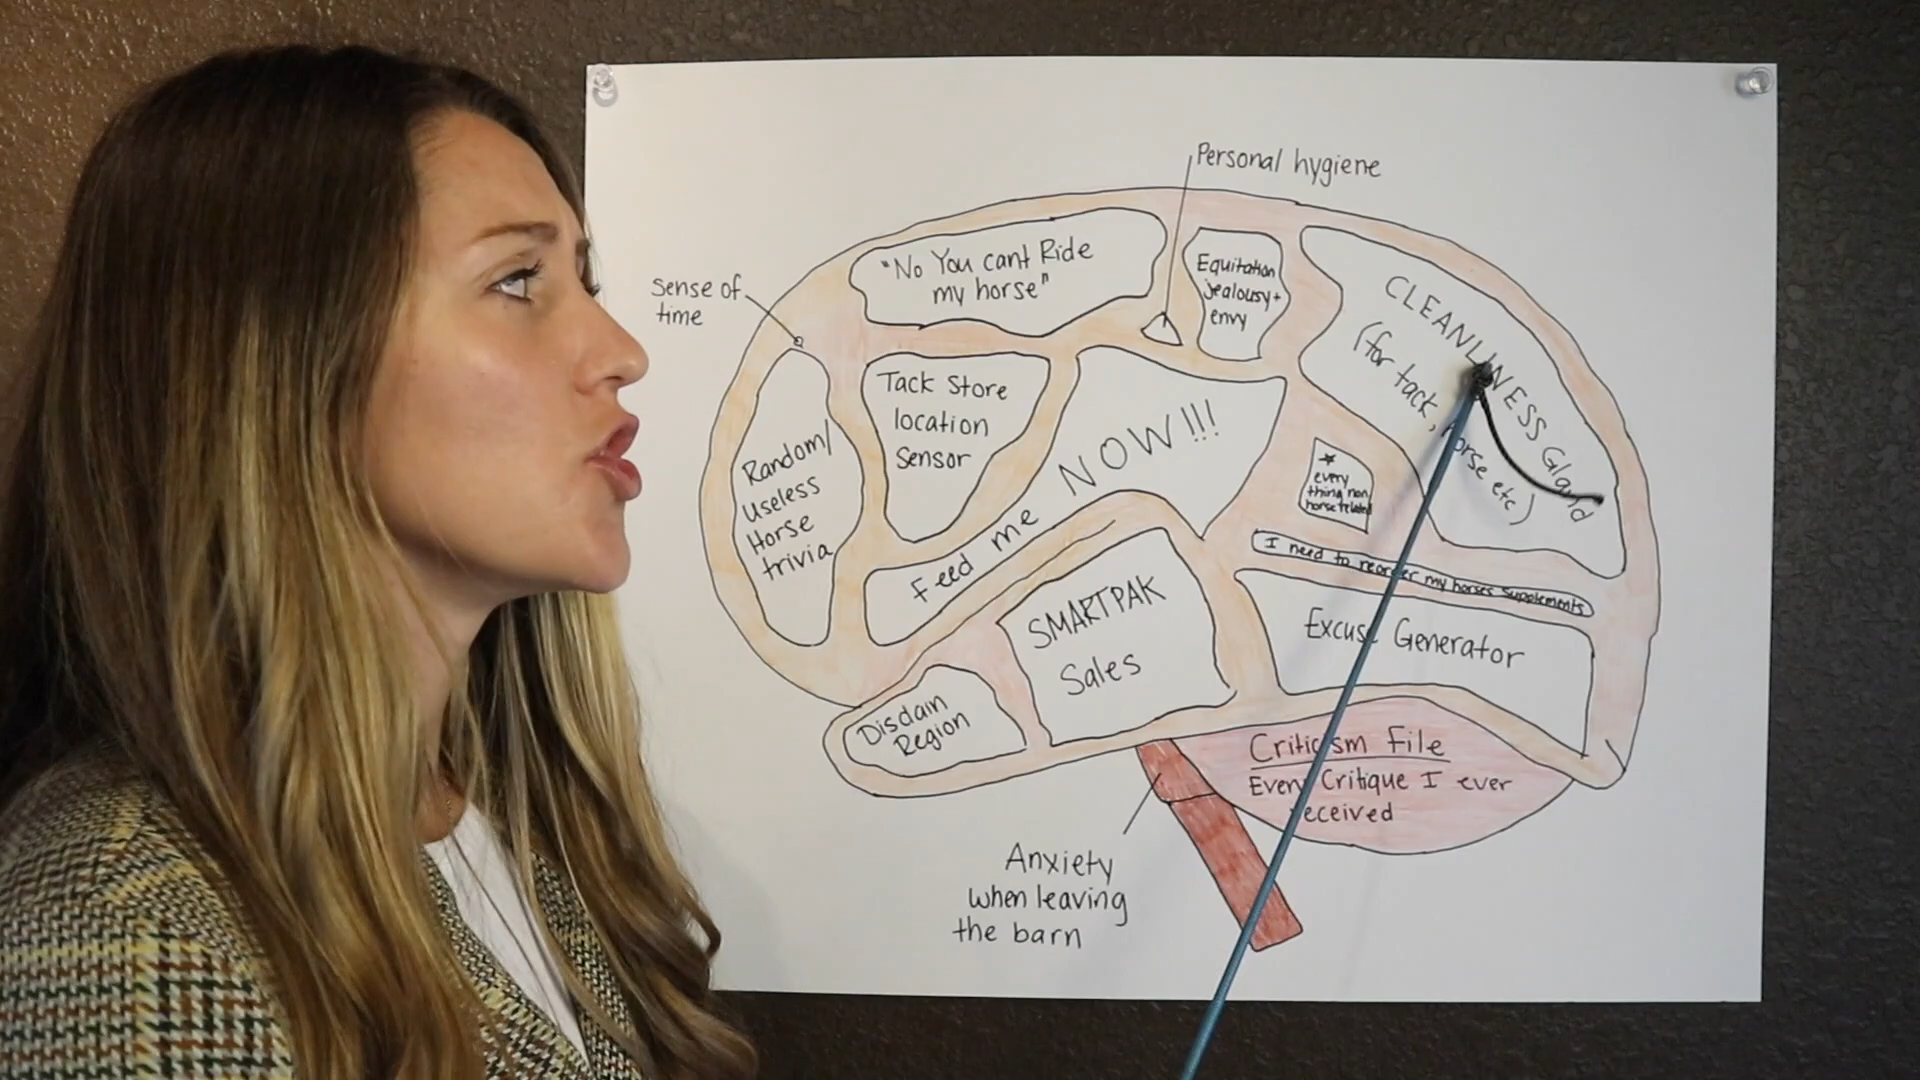 Personal hygiene
Sense of
time
"No You cant Ride
my horse"
Equitation
jealousy+
envy
CLEANLINESS Gland
(for tack, horse etc)
Tack Store
location
Sensor
Random/
Useless
Horse
trivia
Feed me
NOW!!!
every
thing non
horse related
I need to reorder my horses supplements
SMARTPAK
Sales
Excuse Generator
Disdain
Region
Criticism file
Every Critique I ever
received
Anxiety
when leaving
the barn